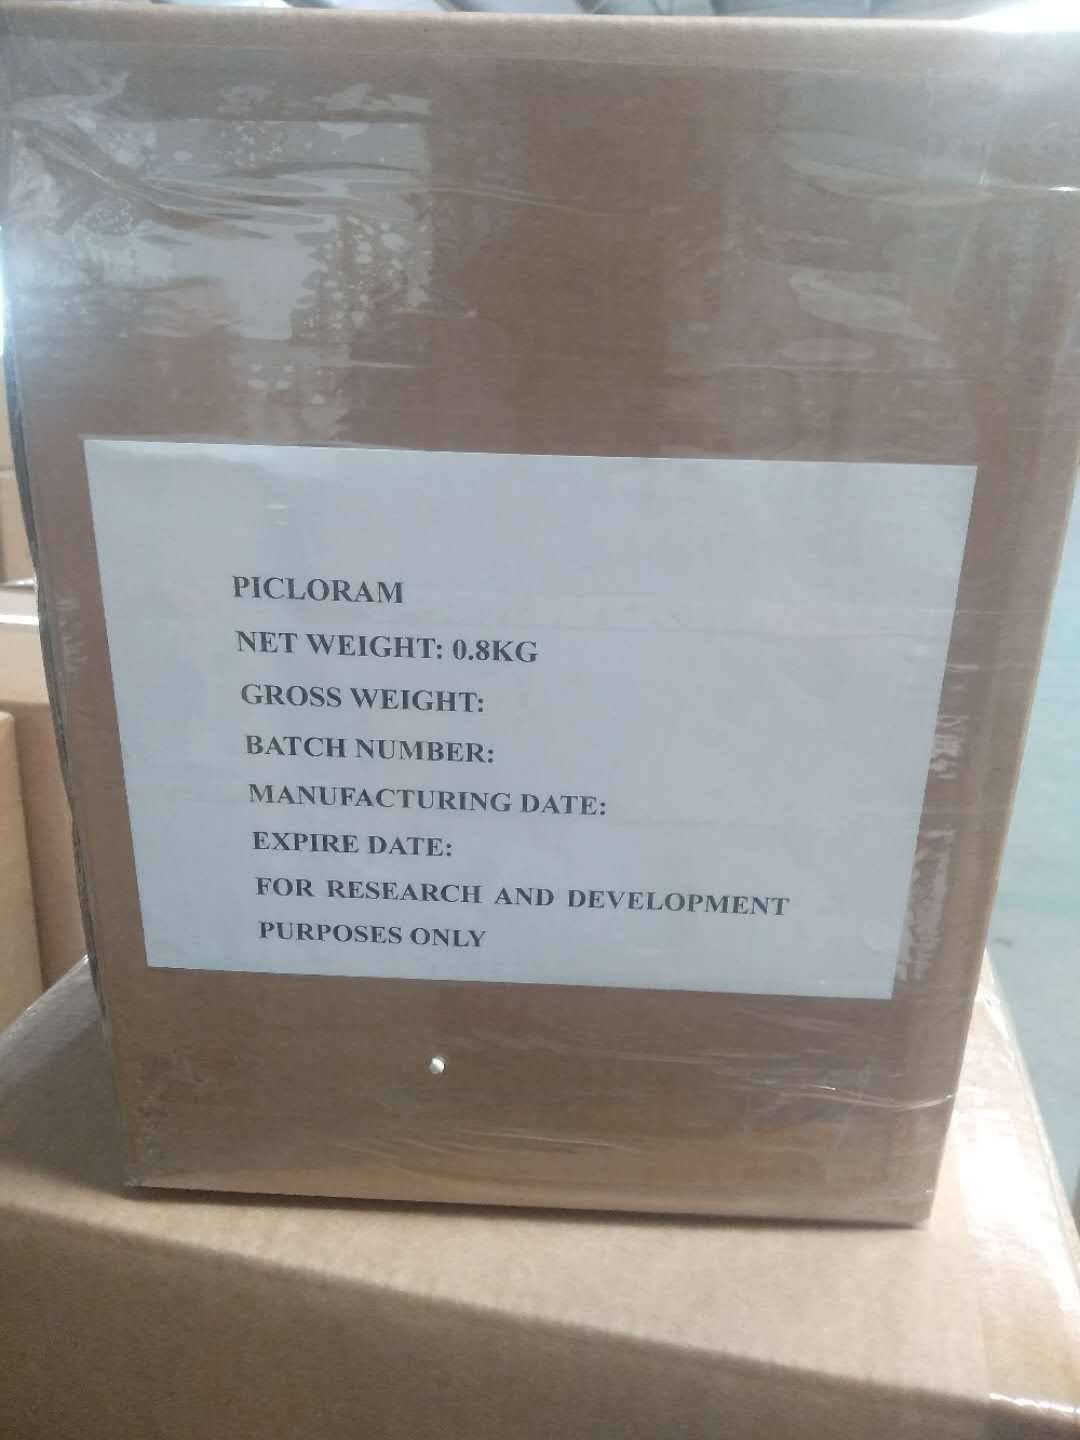 PICLORAM
NET WEIGHT: 0.8KG
GROSS WEIGHT:
BATCH NUMBER:
MANUFACTURING DATE:
EXPIRE DATE:
FOR RESEARCH AND DEVELOPMENT
PURPOSES ONLY